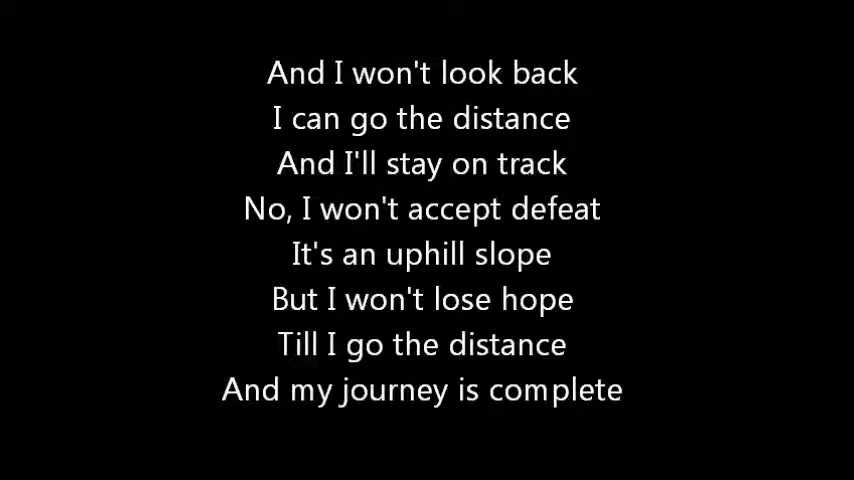 And I won't look back
I can go the distance
And I'll stay on track
No, I won't accept defeat
It's an uphill slope
But I won't lose hope
Till I go the distance
And my journey is complete